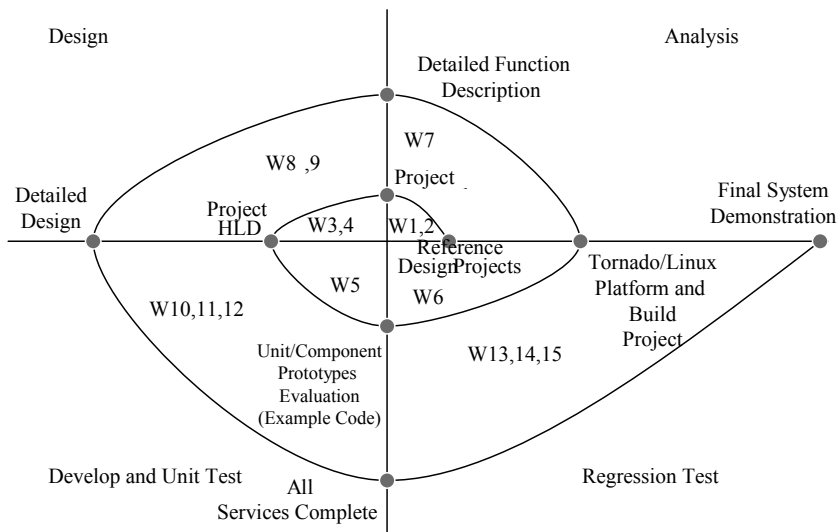 Design
Analysis
Detailed Function
Description
W7
W8 ,9
Project
Detailed
Design
Project
HLD
W3,4
W1,2
Final System
Demonstration
Reference
Design Projects
W5
W6
Tornado/Linux
Platform and
Build
Project
W10,11,12
Unit/Component
Prototypes
Evaluation
(Example Code)
W13,14,15
Develop and Unit Test
All
Services Complete
Regression Test